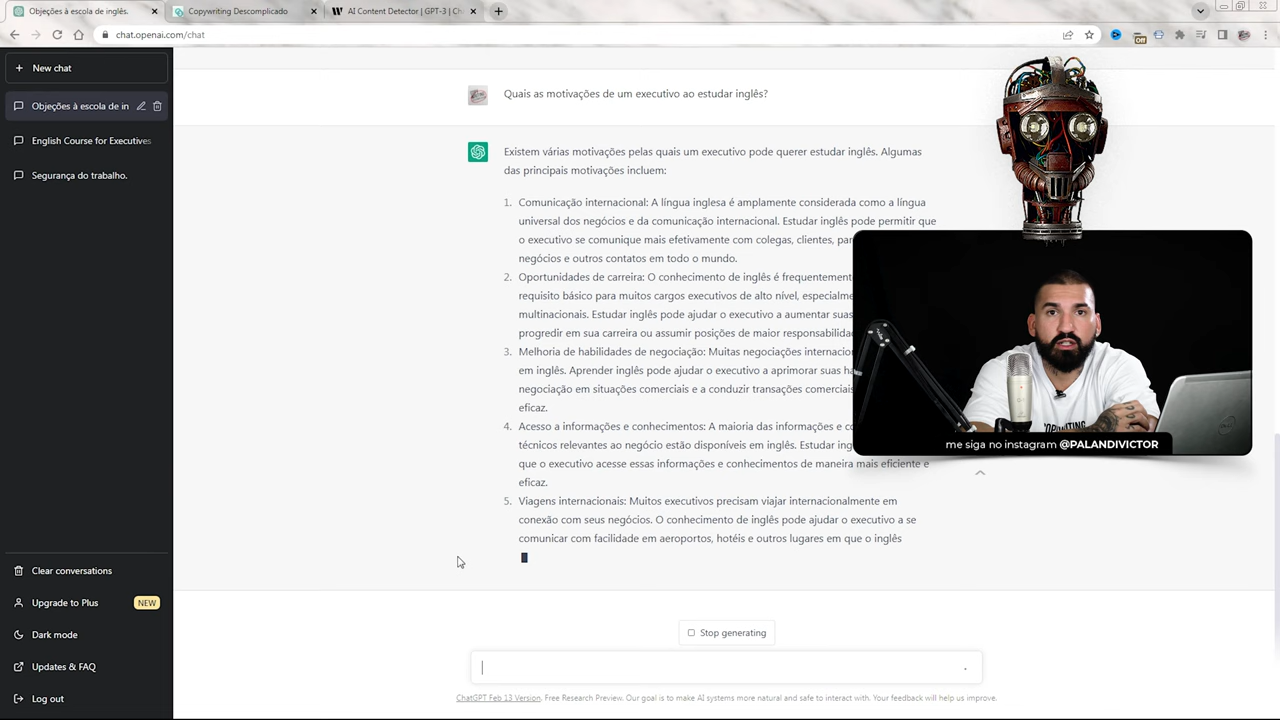 Objeções à escola de inglês.
Copywriting Descomplicado
AI Content Detector | GPT-3 | Ch
chat.openai.com/chat
Off
New chat
Objeções à escola de in
English Course for Executives
Segurança do trabalho.
Quais as motivações de um executivo ao estudar inglês?
Existem várias motivações pelas quais um executivo pode querer estudar inglês. Algumas
das principais motivações incluem:
1. Comunicação internacional: A língua inglesa é amplamente considerada como a língua
universal dos negócios e da comunicação internacional. Estudar inglês pode permitir que
o executivo se comunique mais efetivamente com colegas, clientes, par
negócios e outros contatos em todo o mundo.
2. Oportunidades de carreira: O conhecimento de inglês é frequentement
requisito básico para muitos cargos executivos de alto nível, especialme
multinacionais. Estudar inglês pode ajudar o executivo a aumentar suas
progredir em sua carreira ou assumir posições de maior responsabilidad
3. Melhoria de habilidades de negociação: Muitas negociações internacio
em inglês. Aprender inglês pode ajudar o executivo a aprimorar suas ha
negociação em situações comerciais e a conduzir transações comerciais
eficaz.
4. Acesso a informações e conhecimentos: A maioria das informações e co
técnicos relevantes ao negócio estão disponíveis em inglês. Estudar ing
que o executivo acesse essas informações e conhecimentos de maneira mais eficiente e
eficaz.
5. Viagens internacionais: Muitos executivos precisam viajar internacionalmente em
conexão com seus negócios. O conhecimento de inglês pode ajudar o executivo a se
comunicar com facilidade em aeroportos, hotéis e outros lugares em que o inglês
me siga no instagram @PALANDIVICTOR
Clear conversations
Upgrade to Plus NEW
Dark mode
Updates & FAQ
Log out
Stop generating
ChatGPT Feb 13 Version. Free Research Preview. Our goal is to make AI systems more natural and safe to interact with. Your feedback will help us improve.